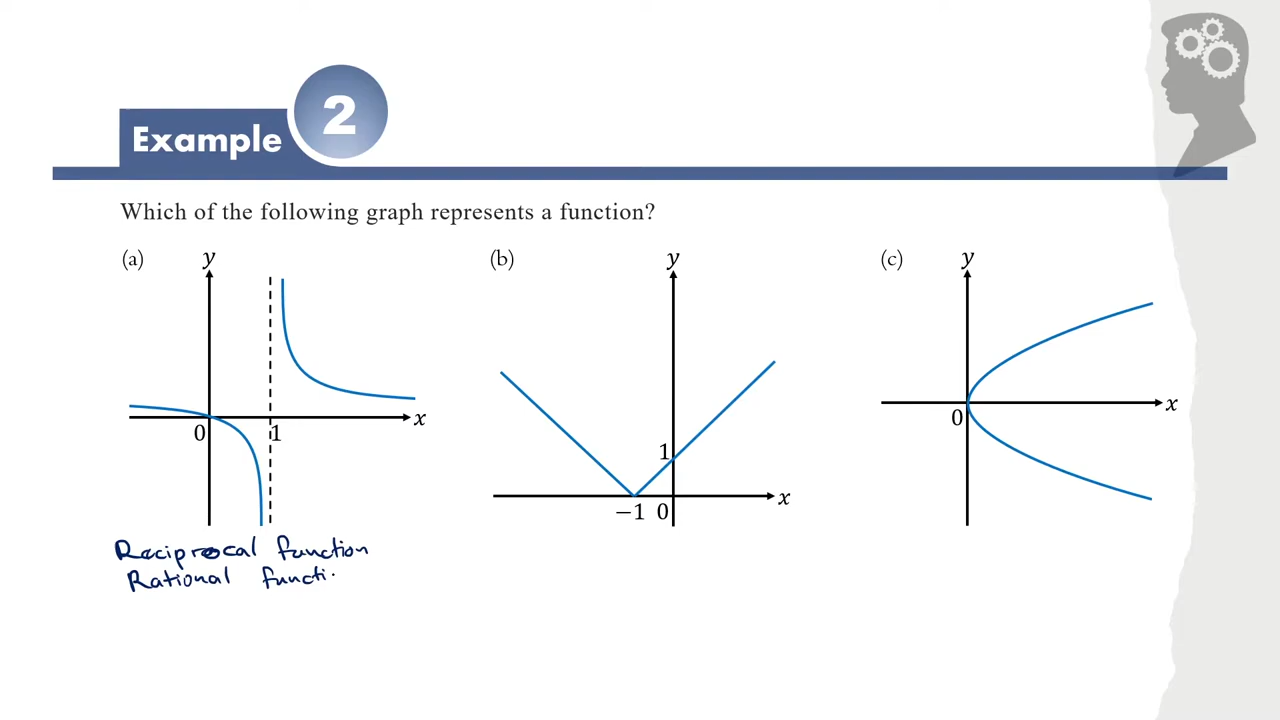 Example 2
Which of the following graph represents a function?
(a)
y
x
0
1
(b)
y
x
1
−1 0
(c)
y
x
0
Reciprocal function
Rational functi